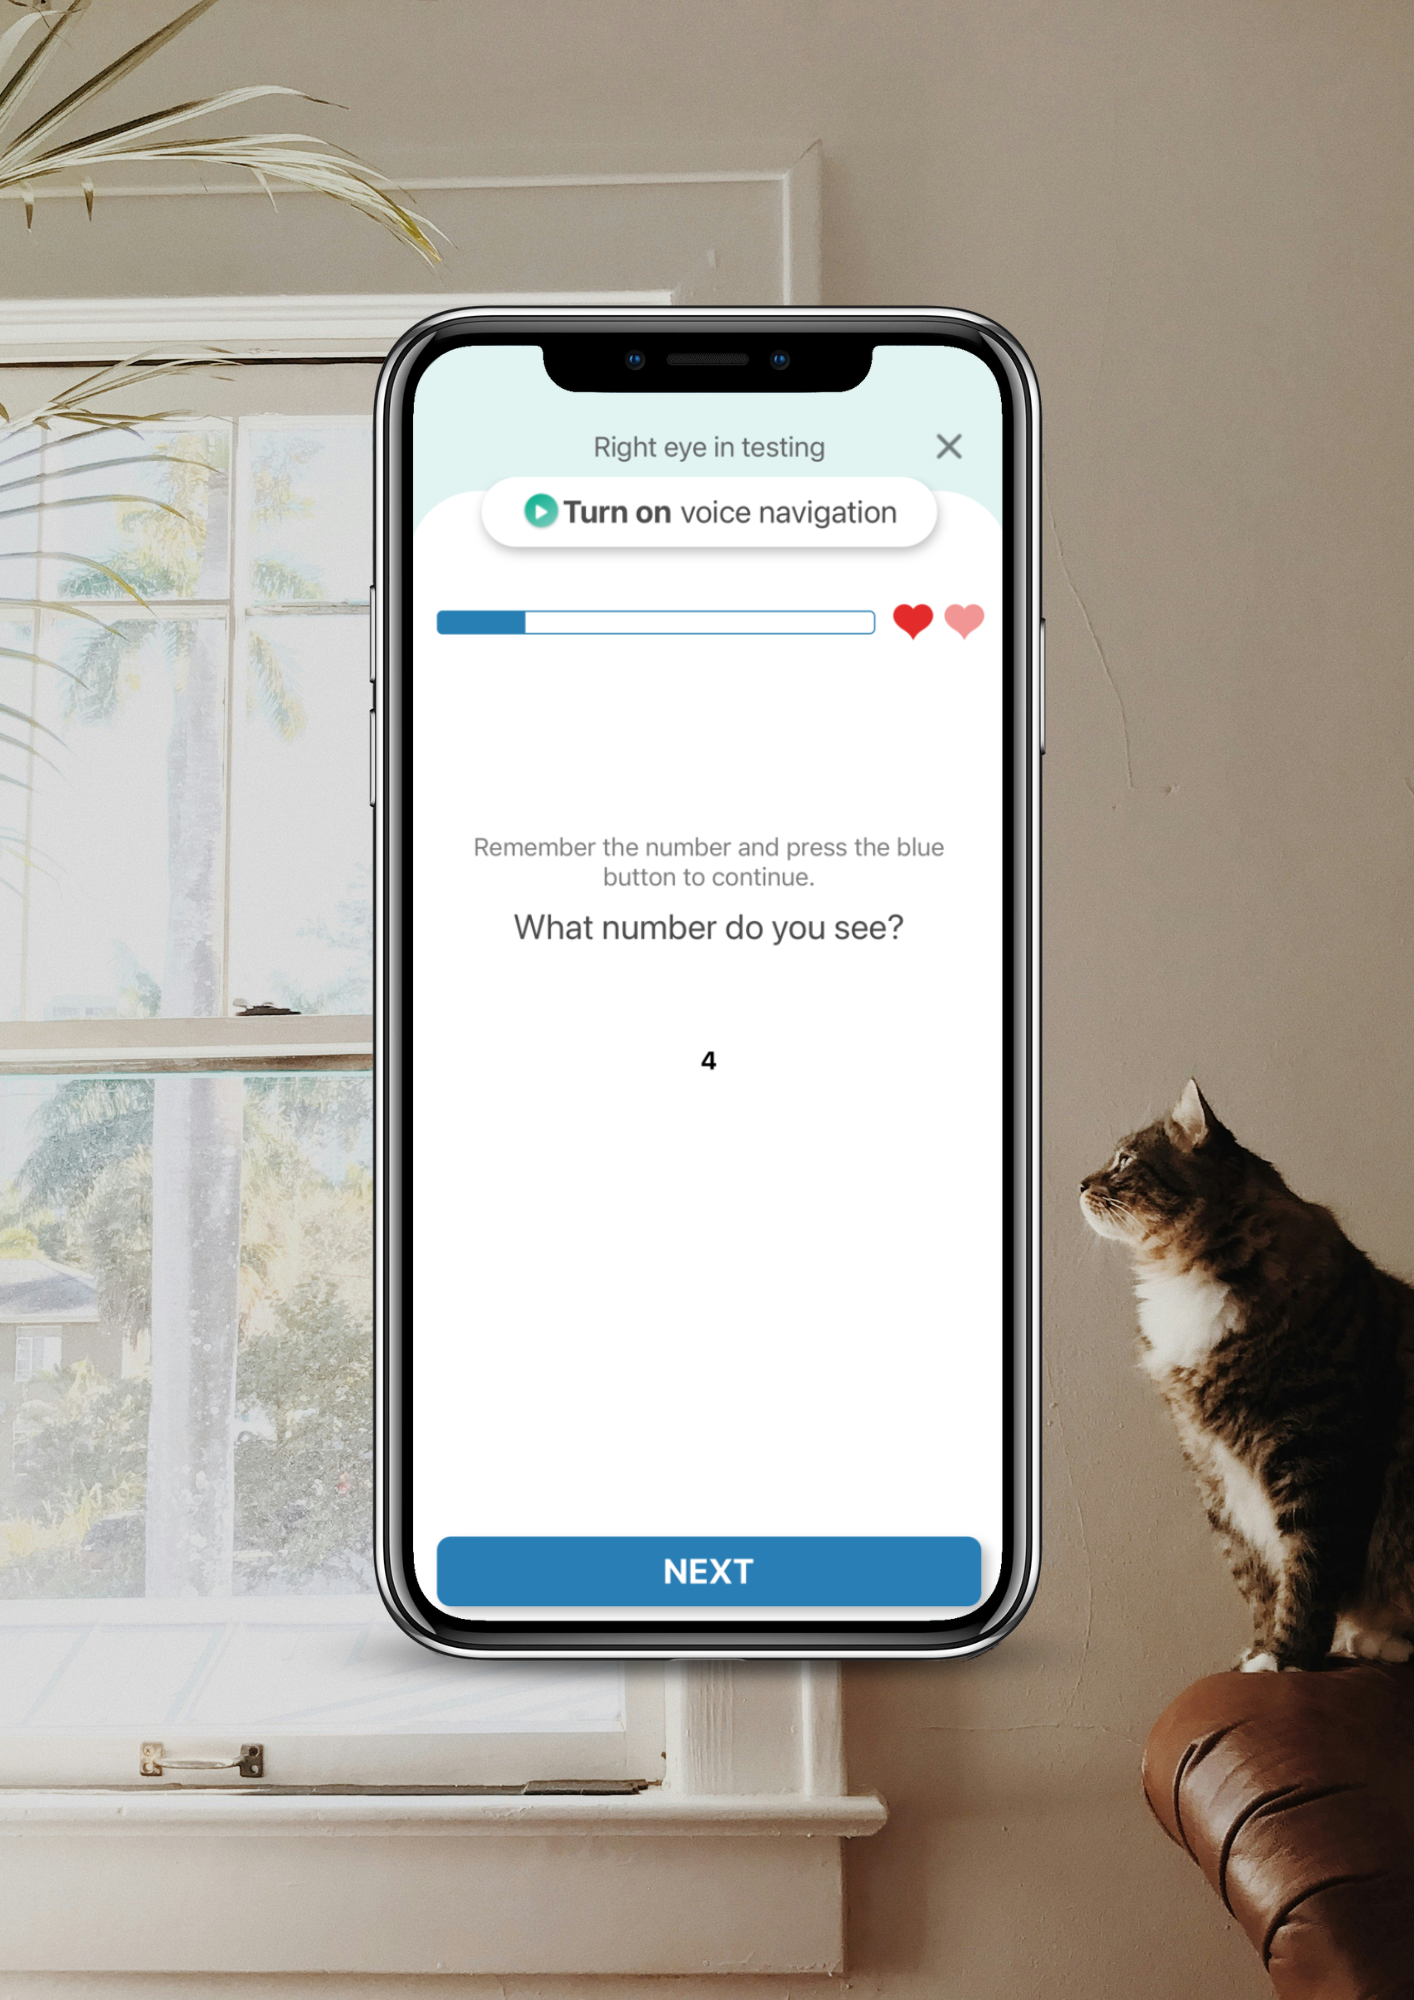 Right eye in testing
Turn on voice navigation
Remember the number and press the blue
button to continue.
What number do you see?
4
NEXT